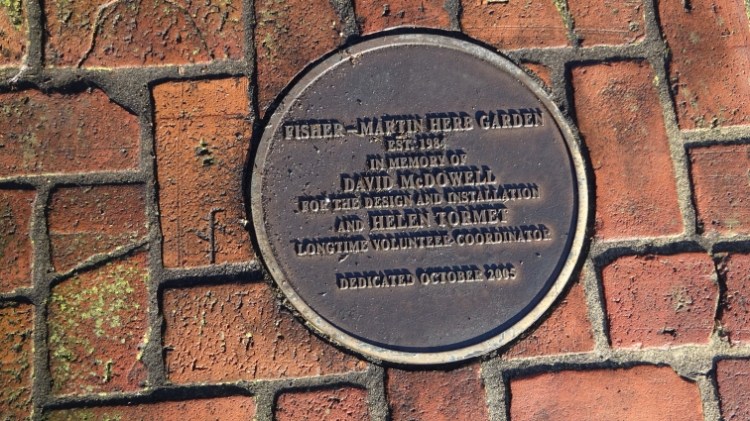 FISHER-MARTIN HERB GARDEN
EST. 1984
IN MEMORY OF
DAVID McDOWELL
FOR THE DESIGN AND INSTALLATION
AND HELEN TORMEY
LONGTIME VOLUNTEER COORDINATOR
DEDICATED OCTOBER 2005